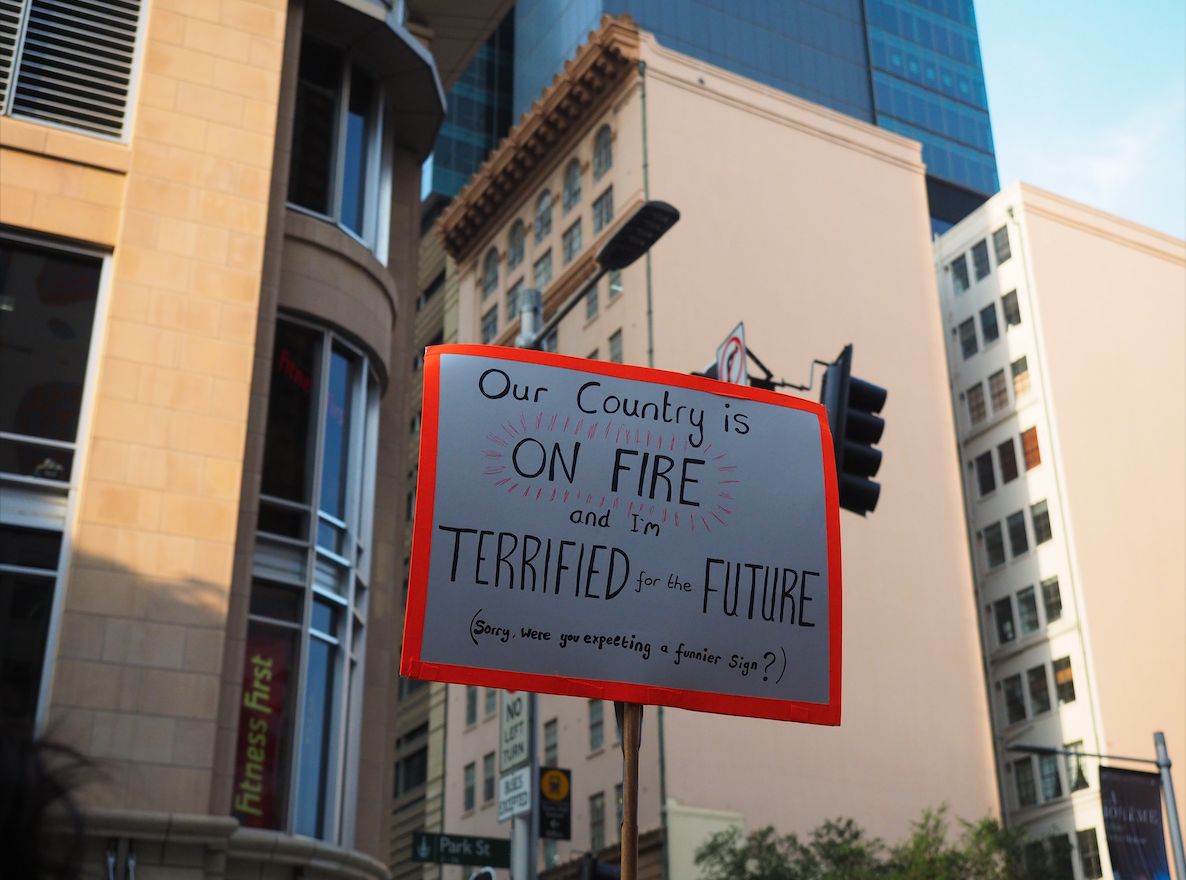 Our Country is
ON FIRE
and I'm
TERRIFIED for the FUTURE
(Sorry, were you expecting a funnier sign?)
fitness first
NO
LEFT
TURN
BUSES
EXCEPTED
Park St